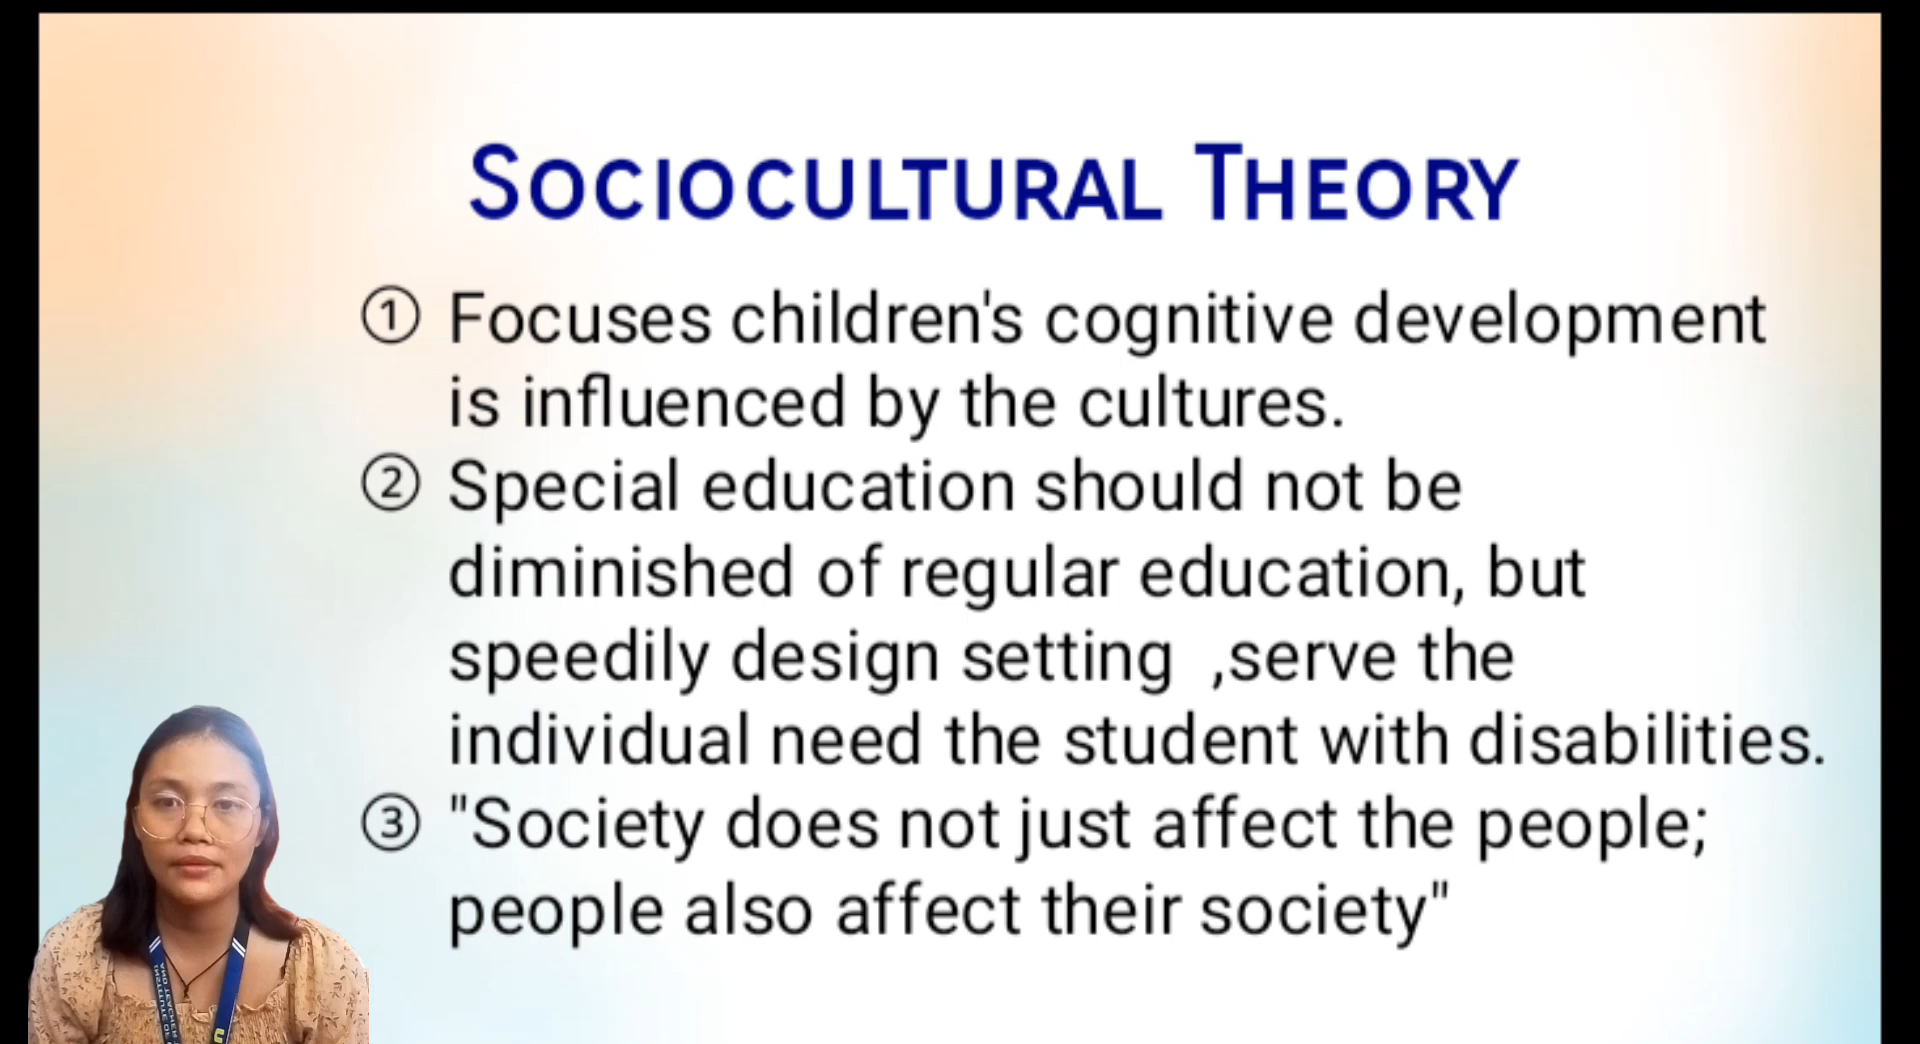 SOCIOCULTURAL THEORY
① Focuses children's cognitive development
is influenced by the cultures.
② Special education should not be
diminished of regular education, but
speedily design setting ,serve the
individual need the student with disabilities.
③ "Society does not just affect the people;
people also affect their society"